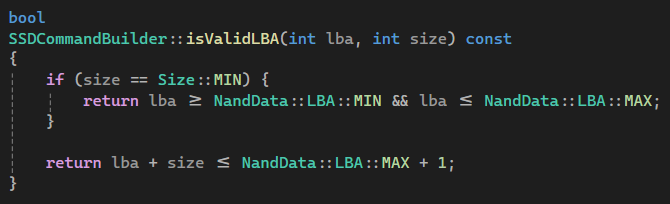 bool
SSDCommandBuilder::isValidLBA(int lba, int size) const
{
    if (size == Size::MIN) {
        return lba ≥ NandData::LBA::MIN && lba ≤ NandData::LBA::MAX;
    }
    return lba + size ≤ NandData::LBA::MAX + 1;
}